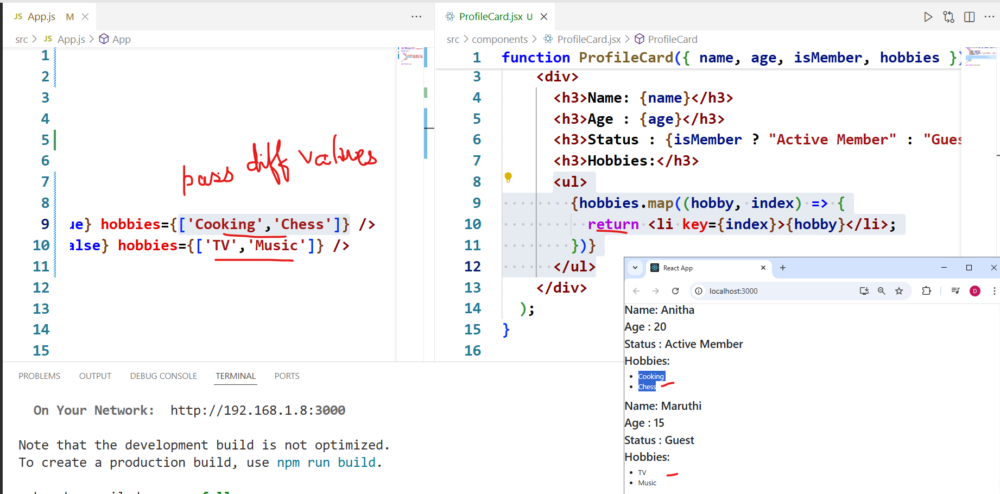 JS App.js M
src > JS App.js > App
1
2
3
4
5
6
7
8
9 ue} hobbies={['Cooking','Chess']} />
10 alse} hobbies={['TV','Music']} />
11
12
13
14
15
pass diff values
ProfileCard.jsx U
src > components > ProfileCard.jsx > ProfileCard
1 function ProfileCard({ name, age, isMember, hobbies })
3 <div>
4 <h3>Name: {name}</h3>
5 <h3>Age : {age}</h3>
6 <h3>Status : {isMember ? "Active Member" : "Gues
7 <h3>Hobbies:</h3>
8 <ul>
9 {hobbies.map((hobby, index) => {
10 return <li key={index}>{hobby}</li>;
11 })}
12 </ul>
13 </div>
14 );
15 }
16
PROBLEMS OUTPUT DEBUG CONSOLE TERMINAL PORTS
On Your Network: http://192.168.1.8:3000
Note that the development build is not optimized.
To create a production build, use npm run build.
React App
localhost:3000
D
Name: Anitha
Age : 20
Status : Active Member
Hobbies:
• Cooking
• Chess
Name: Maruthi
Age : 15
Status : Guest
Hobbies:
• TV
• Music